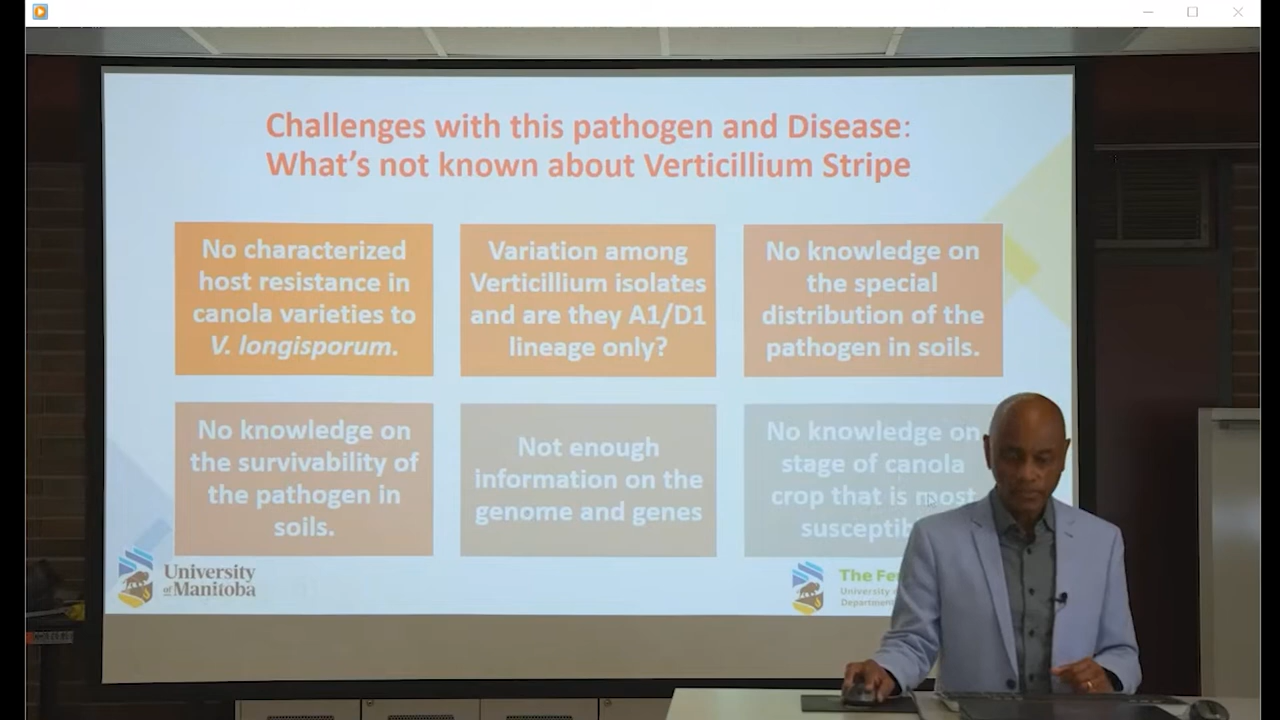 Challenges with this pathogen and Disease:
What's not known about Verticillium Stripe
No characterized
host resistance in
canola varieties to
V. longisporum.
Variation among
Verticillium isolates
and are they A1/D1
lineage only?
No knowledge on
the special
distribution of the
pathogen in soils.
No knowledge on
the survivability of
the pathogen in
soils.
Not enough
information on the
genome and genes
No knowledge on
stage of canola
crop that is most
University
of Manitoba
The
University
Department